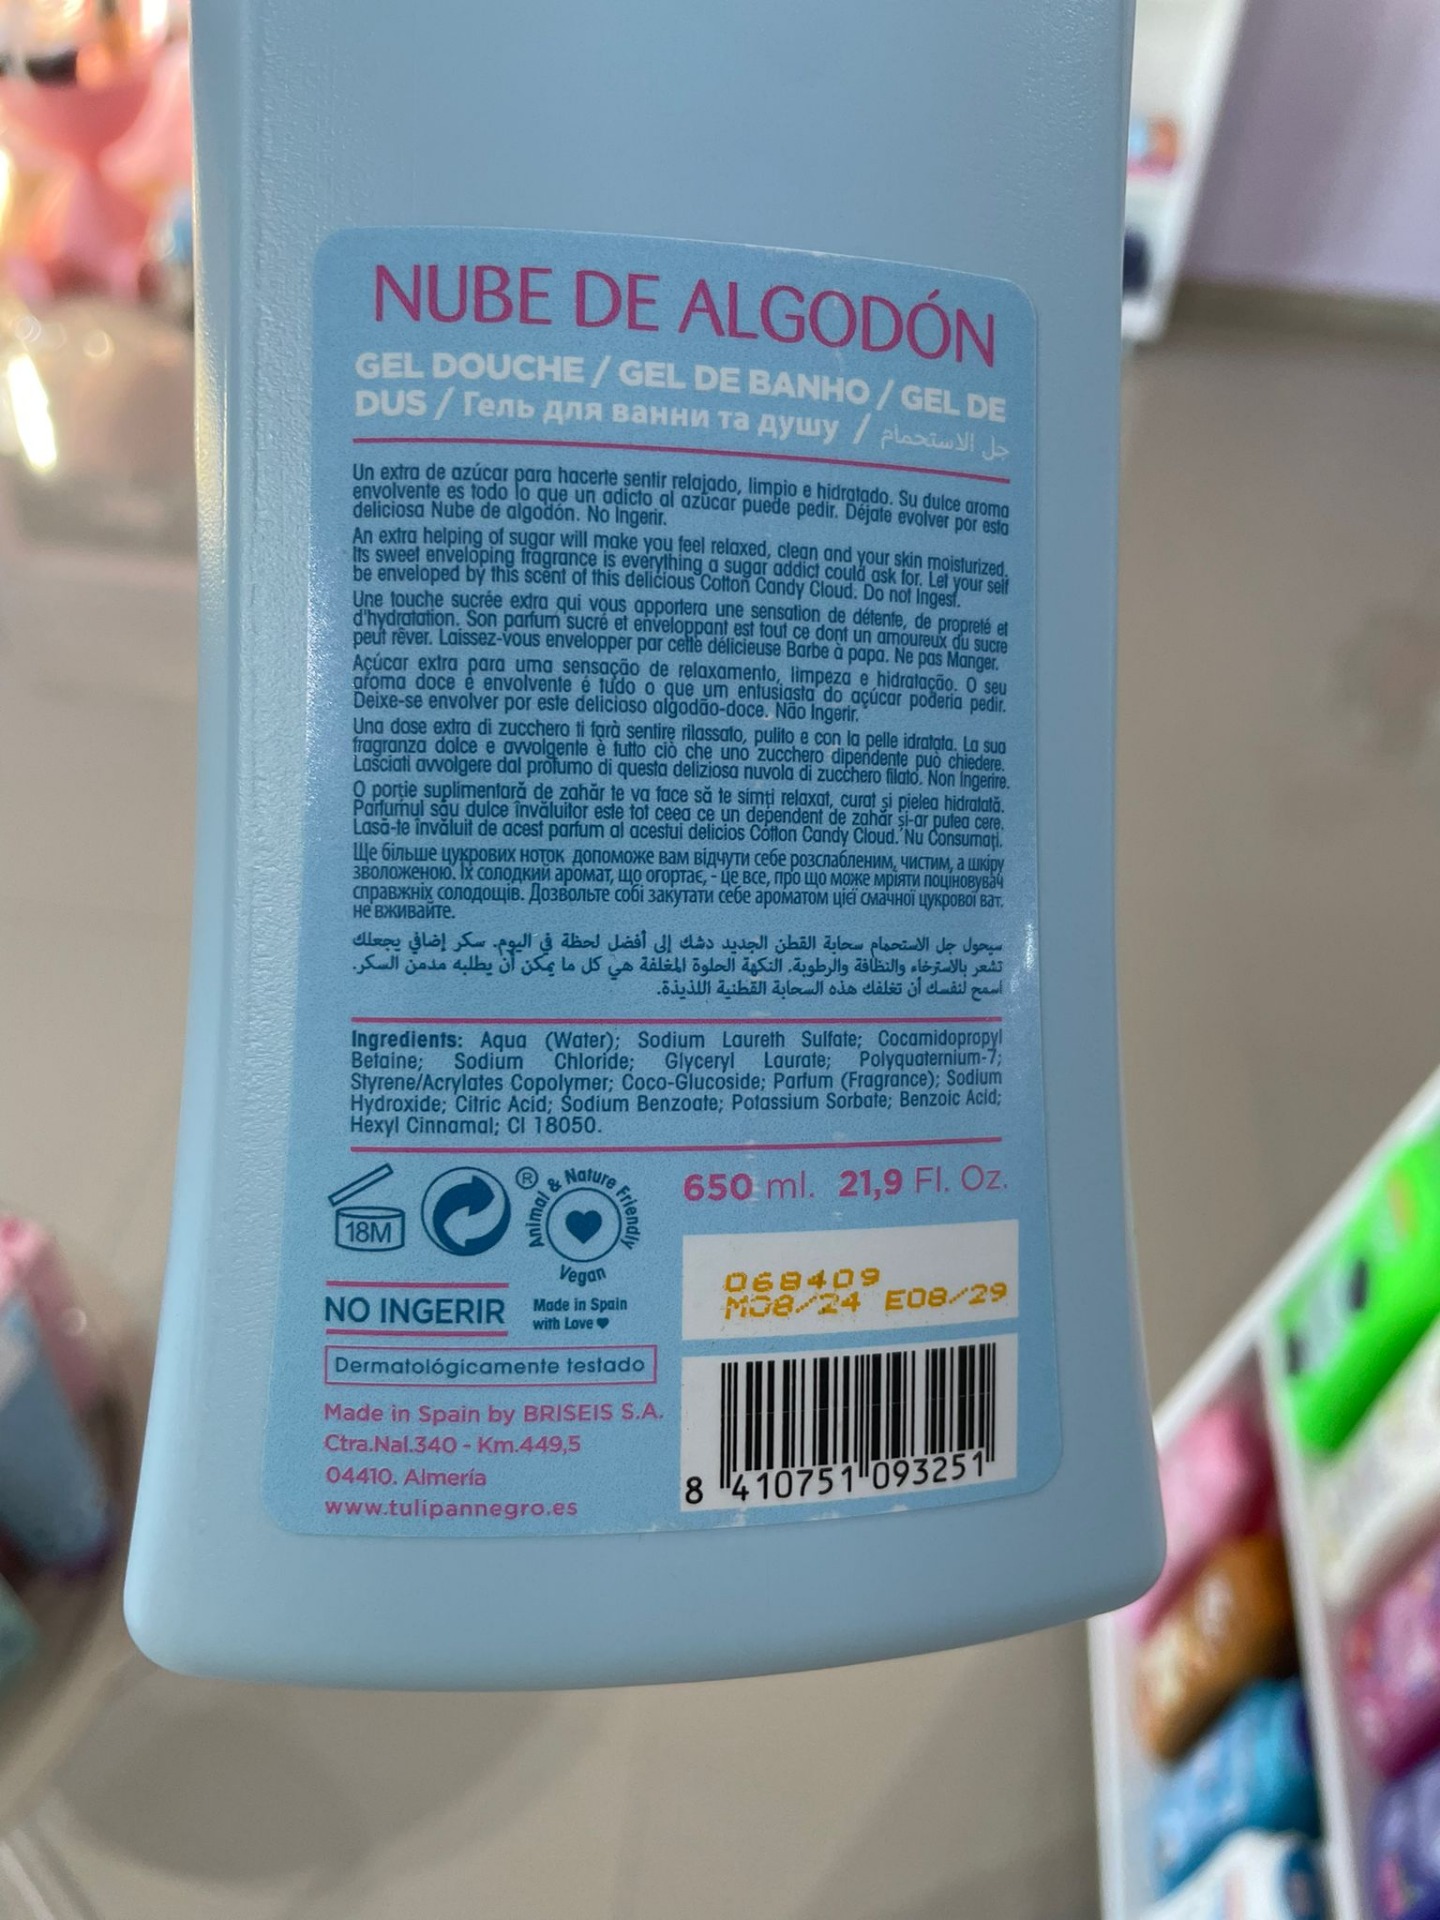 NUBE DE ALGODÓN
GEL DOUCHE / GEL DE BANHO / GEL DE
DUS / Гель для ванни та душу / جل الاستحمام
Un extra de azúcar para hacerte sentir relajado, limpio e hidratado. Su dulce aroma
envolvente es todo lo que un adicto al azúcar puede pedir. Déjate evolver por esta
deliciosa Nube de algodón. No Ingerir.
An extra helping of sugar will make you feel relaxed, clean and your skin moisturized.
Its sweet enveloping fragrance is everything a sugar addict could ask for. Let your self
be enveloped by this scent of this delicious Cotton Candy Cloud. Do not Ingest.
Une touche sucrée extra qui vous apportera une sensation de détente, de propreté et
d'hydratation. Son parfum sucré et enveloppant est tout ce dont un amoureux du sucre
peut rêver. Laissez-vous envelopper par cette délicieuse Barbe à papa. Ne pas Manger.
Açúcar extra para uma sensação de relaxamento, limpeza e hidratação. O seu
aroma doce e envolvente é tudo o que um entusiasta do açúcar poderia pedir.
Deixe-se envolver por este delicioso algodão-doce. Não Ingerir.
Una dose extra di zucchero ti farà sentire rilassato, pulito e con la pelle idratata. La sua
fragranza dolce e avvolgente è tutto ciò che uno zucchero dipendente può chiedere.
Lasciati avvolgere dal profumo di questa deliziosa nuvola di zucchero filato. Non Ingerire.
O porție suplimentară de zahăr te va face să te simți relaxat, curat și pielea hidratată.
Parfumul său dulce învăluitor este tot ceea ce un dependent de zahăr și-ar putea cere.
Lasă-te învăluit de acest parfum al acestui delicios Cotton Candy Cloud. Nu Consumați.
Ще більше цукрових ноток допоможе вам відчути себе розслабленим, чистим, а шкіру
зволоженою. Їх солодкий аромат, що огортає, - це все, про що може мріяти поціновувач
справжніх солодощів. Дозвольте собі закутати себе ароматом цієї смачної цукрової ват.
не вживайте.
سيحول جل الاستحمام سحابة القطن الجديد دشك إلى أفضل لحظة في اليوم. سكر إضافي يجعلك
تشعر بالاسترخاء والنظافة والرطوبة. النكهة الحلوة المغلفة هي كل ما يمكن أن يطلبه مدمن السكر.
اسمح لنفسك أن تغلفك هذه السحابة القطنية اللذيذة.
Ingredients: Aqua (Water); Sodium Laureth Sulfate; Cocamidopropyl
Betaine; Sodium Chloride; Glyceryl Laurate; Polyquaternium-7;
Styrene/Acrylates Copolymer; Coco-Glucoside; Parfum (Fragrance); Sodium
Hydroxide; Citric Acid; Sodium Benzoate; Potassium Sorbate; Benzoic Acid;
Hexyl Cinnamal; CI 18050.
18M
® Animal & Nature Friendly
Vegan
650 ml. 21,9 Fl. Oz.
NO INGERIR
Made in Spain
with Love ♥
068409
M08/24 E08/29
Dermatológicamente testado
Made in Spain by BRISEIS S.A.
Ctra.Nal.340 - Km.449,5
04410. Almería
www.tulipannegro.es
8 410751 093251